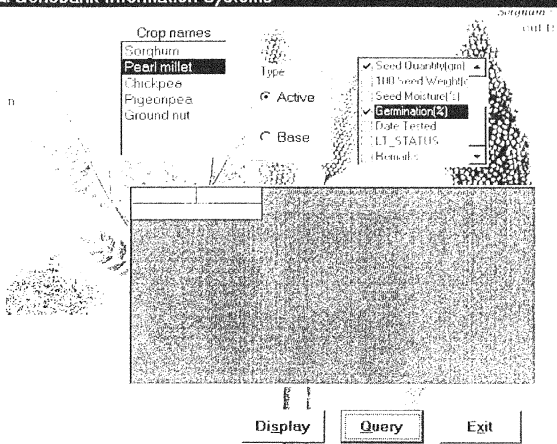 Genebank Information Systems
Sorghum
cut t
Crop names
Sorghum
Pearl millet
Chickpea
Pigeonpea
Ground nut
Type
Active
Base
Seed Quantity(gm)
100 Seed Weight(
Seed Moisture(%)
Germination(%)
Date Tested
LT_STATUS
Remarks
n
Display
Query
Exit